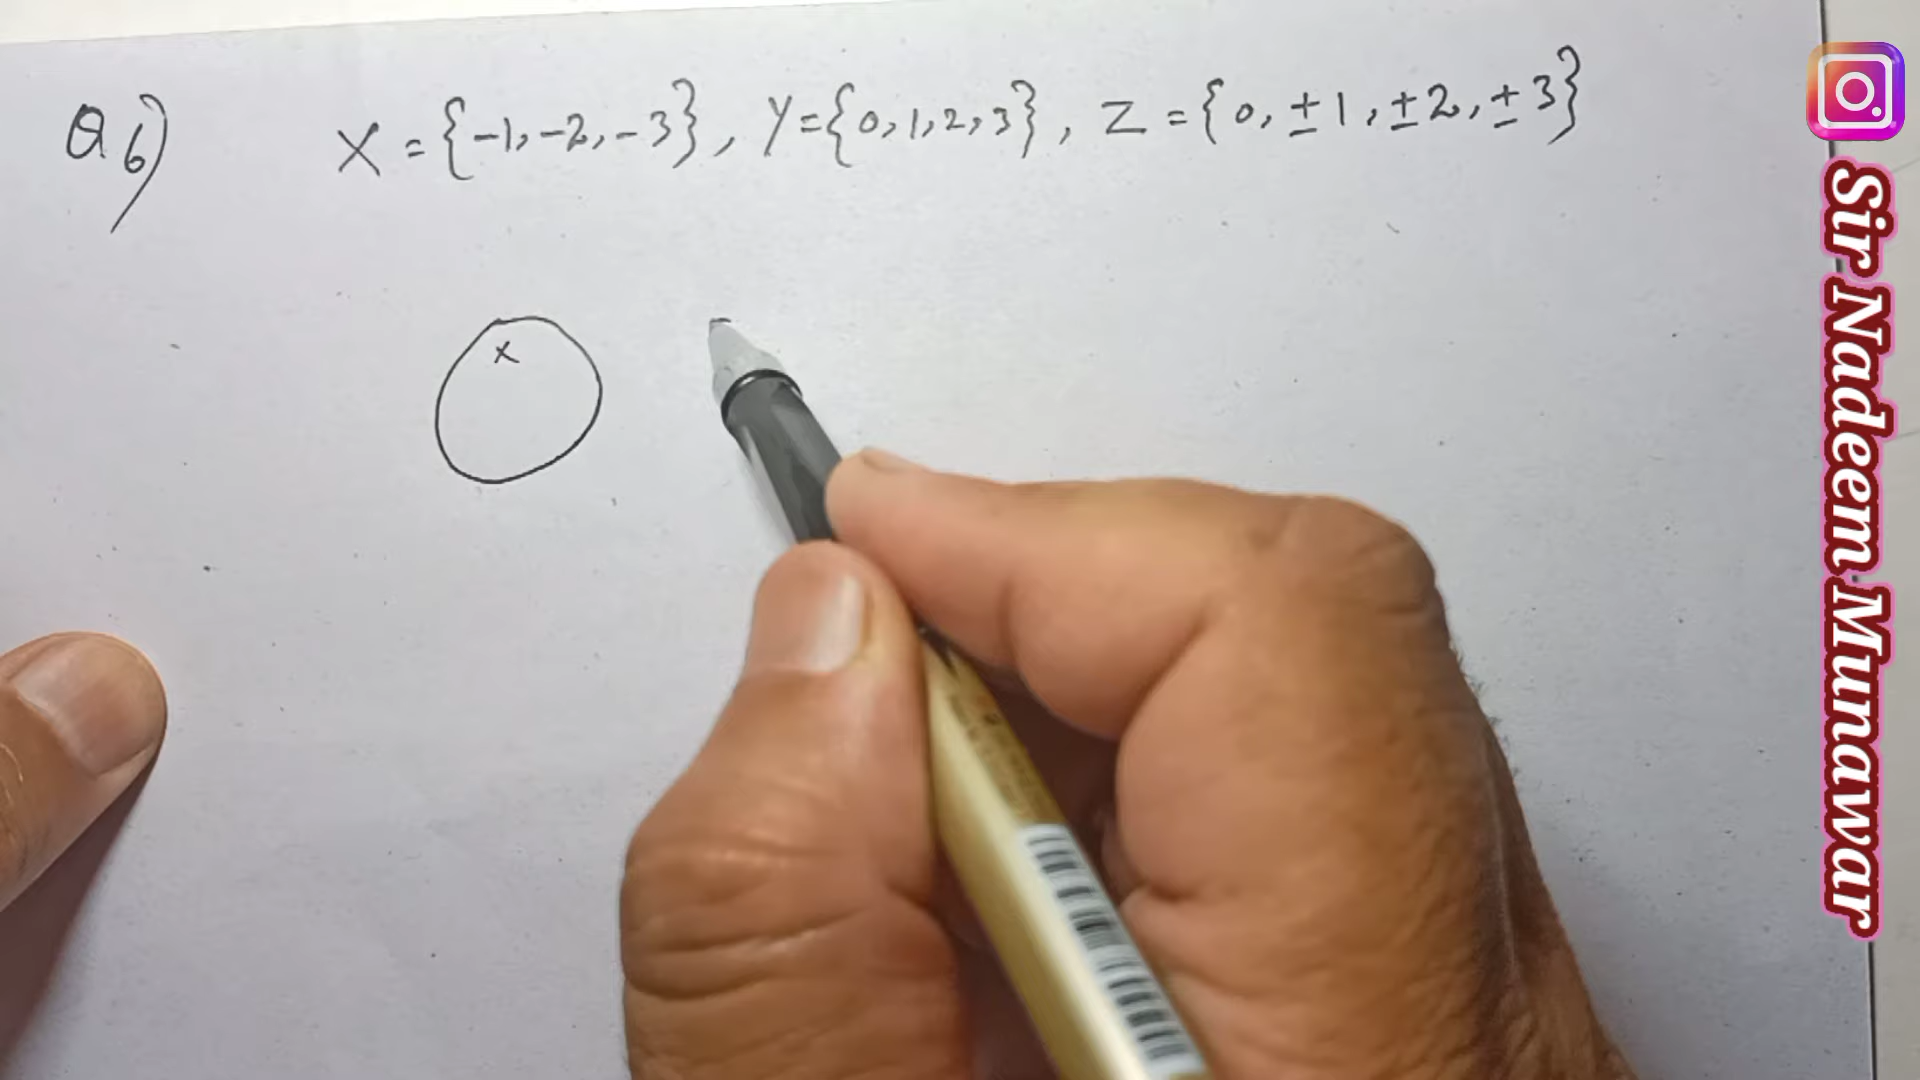 Q6) X = {-1, -2, -3}, Y = {0, 1, 2, 3}, Z = {0, ±1, ±2, ±3}
x
Sir Nadeem Munawar